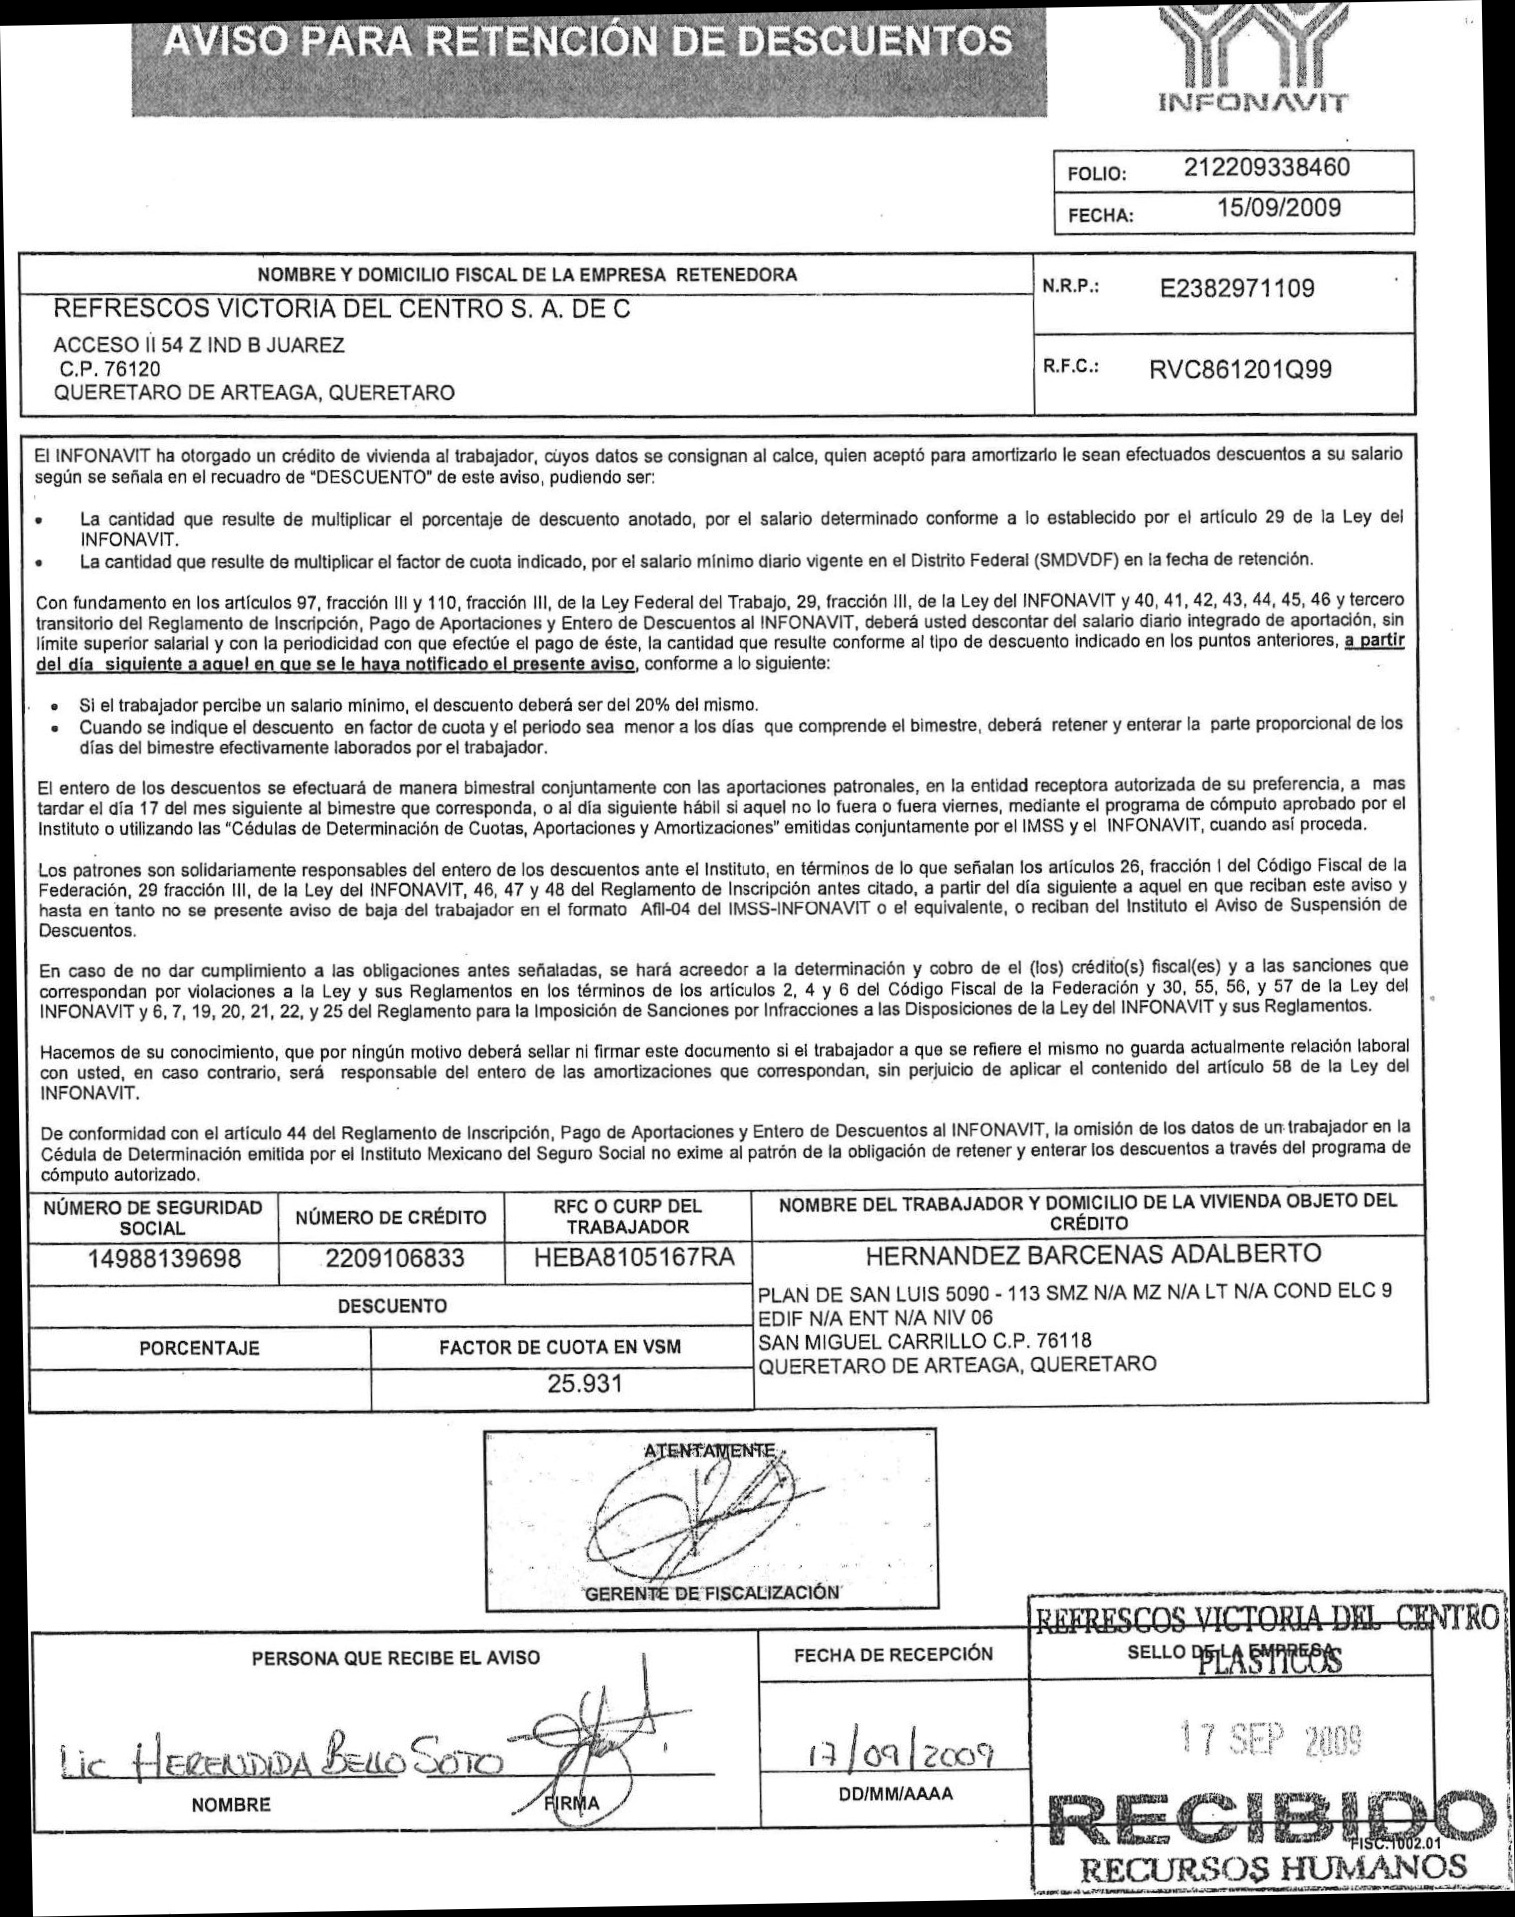 AVISO PARA RETENCIÓN DE DESCUENTOS
INFONAVIT
FOLIO: 212209338460
FECHA: 15/09/2009
NOMBRE Y DOMICILIO FISCAL DE LA EMPRESA RETENEDORA
REFRESCOS VICTORIA DEL CENTRO S. A. DE C
ACCESO II 54 Z IND B JUAREZ
C.P. 76120
QUERETARO DE ARTEAGA, QUERETARO
N.R.P.: E2382971109
R.F.C.: RVC861201Q99
El INFONAVIT ha otorgado un crédito de vivienda al trabajador, cuyos datos se consignan al calce, quien aceptó para amortizarlo le sean efectuados descuentos a su salario
según se señala en el recuadro de "DESCUENTO" de este aviso, pudiendo ser:
• La cantidad que resulte de multiplicar el porcentaje de descuento anotado, por el salario determinado conforme a lo establecido por el artículo 29 de la Ley del
INFONAVIT.
• La cantidad que resulte de multiplicar el factor de cuota indicado, por el salario mínimo diario vigente en el Distrito Federal (SMDVDF) en la fecha de retención.
Con fundamento en los artículos 97, fracción III y 110, fracción III, de la Ley Federal del Trabajo, 29, fracción III, de la Ley del INFONAVIT y 40, 41, 42, 43, 44, 45, 46 y tercero
transitorio del Reglamento de Inscripción, Pago de Aportaciones y Entero de Descuentos al INFONAVIT, deberá usted descontar del salario diario integrado de aportación, sin
límite superior salarial y con la periodicidad con que efectúe el pago de éste, la cantidad que resulte conforme al tipo de descuento indicado en los puntos anteriores, a partir
del día siguiente a aquel en que se le haya notificado el presente aviso, conforme a lo siguiente:
• Si el trabajador percibe un salario mínimo, el descuento deberá ser del 20% del mismo.
• Cuando se indique el descuento en factor de cuota y el periodo sea menor a los días que comprende el bimestre, deberá retener y enterar la parte proporcional de los
días del bimestre efectivamente laborados por el trabajador.
El entero de los descuentos se efectuará de manera bimestral conjuntamente con las aportaciones patronales, en la entidad receptora autorizada de su preferencia, a mas
tardar el día 17 del mes siguiente al bimestre que corresponda, o al día siguiente hábil si aquel no lo fuera o fuera viernes, mediante el programa de cómputo aprobado por el
Instituto o utilizando las "Cédulas de Determinación de Cuotas, Aportaciones y Amortizaciones" emitidas conjuntamente por el IMSS y el INFONAVIT, cuando así proceda.
Los patrones son solidariamente responsables del entero de los descuentos ante el Instituto, en términos de lo que señalan los artículos 26, fracción I del Código Fiscal de la
Federación, 29 fracción III, de la Ley del INFONAVIT, 46, 47 y 48 del Reglamento de Inscripción antes citado, a partir del día siguiente a aquel en que reciban este aviso y
hasta en tanto no se presente aviso de baja del trabajador en el formato Afil-04 del IMSS-INFONAVIT o el equivalente, o reciban del Instituto el Aviso de Suspensión de
Descuentos.
En caso de no dar cumplimiento a las obligaciones antes señaladas, se hará acreedor a la determinación y cobro de el (los) crédito(s) fiscal(es) y a las sanciones que
correspondan por violaciones a la Ley y sus Reglamentos en los términos de los artículos 2, 4 y 6 del Código Fiscal de la Federación y 30, 55, 56, y 57 de la Ley del
INFONAVIT y 6, 7, 19, 20, 21, 22, y 25 del Reglamento para la Imposición de Sanciones por Infracciones a las Disposiciones de la Ley del INFONAVIT y sus Reglamentos.
Hacemos de su conocimiento, que por ningún motivo deberá sellar ni firmar este documento si el trabajador a que se refiere el mismo no guarda actualmente relación laboral
con usted, en caso contrario, será responsable del entero de las amortizaciones que correspondan, sin perjuicio de aplicar el contenido del artículo 58 de la Ley del
INFONAVIT.
De conformidad con el artículo 44 del Reglamento de Inscripción, Pago de Aportaciones y Entero de Descuentos al INFONAVIT, la omisión de los datos de un trabajador en la
Cédula de Determinación emitida por el Instituto Mexicano del Seguro Social no exime al patrón de la obligación de retener y enterar los descuentos a través del programa de
cómputo autorizado.
NÚMERO DE SEGURIDAD SOCIAL
14988139698
NÚMERO DE CRÉDITO
2209106833
RFC O CURP DEL TRABAJADOR
HEBA8105167RA
NOMBRE DEL TRABAJADOR Y DOMICILIO DE LA VIVIENDA OBJETO DEL
CRÉDITO
HERNANDEZ BARCENAS ADALBERTO
PLAN DE SAN LUIS 5090 - 113 SMZ N/A MZ N/A LT N/A COND ELC 9
EDIF N/A ENT N/A NIV 06
SAN MIGUEL CARRILLO C.P. 76118
QUERETARO DE ARTEAGA, QUERETARO
DESCUENTO
PORCENTAJE
FACTOR DE CUOTA EN VSM
25.931
ATENTAMENTE
GERENTE DE FISCALIZACIÓN
PERSONA QUE RECIBE EL AVISO
Lic HERENDIDA BELLO SOTO
NOMBRE
FIRMA
FECHA DE RECEPCIÓN
17/09/2009
DD/MM/AAAA
SELLO DE LA EMPRESA
REFRESCOS VICTORIA DEL CENTRO
PLASTICOS
17 SEP 2009
RECIBIDO
FISC.1002.01
RECURSOS HUMANOS